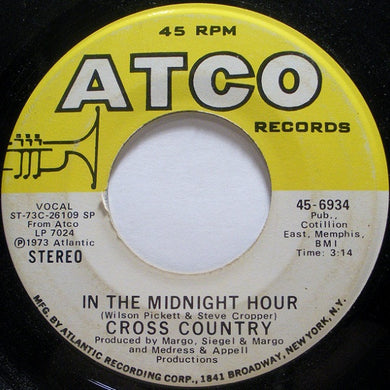 45 RPM
ATCO
RECORDS
VOCAL
ST-73C-26109 SP
From Atco
LP 7024
Ⓟ1973 Atlantic
STEREO
45-6934
Pub.,
Cotillion
East, Memphis,
BMI
Time: 3:14
IN THE MIDNIGHT HOUR
(Wilson Pickett & Steve Cropper)
CROSS COUNTRY
Produced by Margo, Siegel & Margo
and Medress & Appell
Productions
MFG. BY ATLANTIC RECORDING CORP., 1841 BROADWAY, NEW YORK, N.Y.